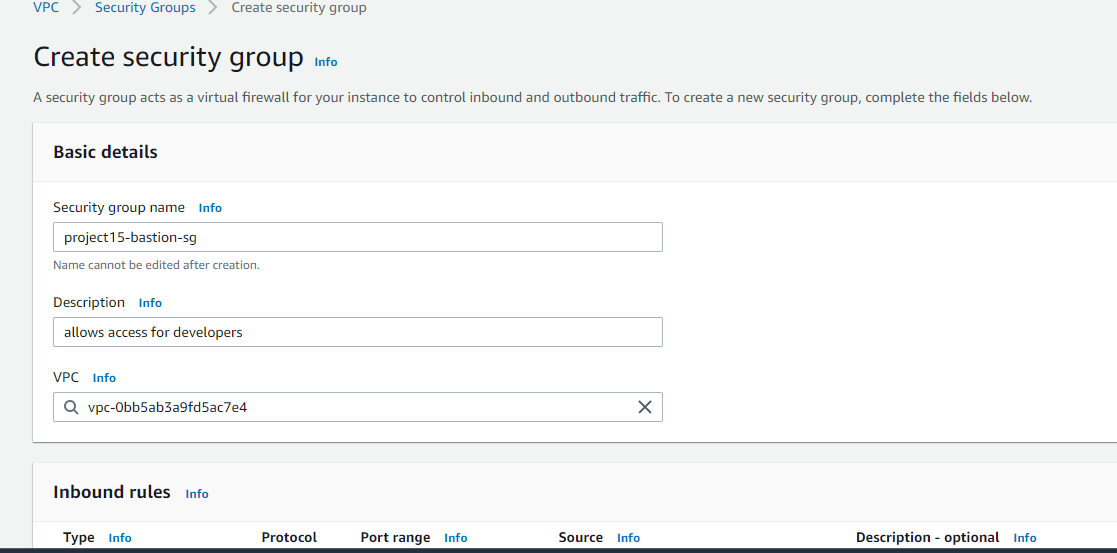 VPC > Security Groups > Create security group
Create security group Info
A security group acts as a virtual firewall for your instance to control inbound and outbound traffic. To create a new security group, complete the fields below.
Basic details
Security group name Info
project15-bastion-sg
Name cannot be edited after creation.
Description Info
allows access for developers
VPC Info
vpc-0bb5ab3a9fd5ac7e4
Inbound rules Info
Type Info Protocol Port range Info Source Info Description - optional Info